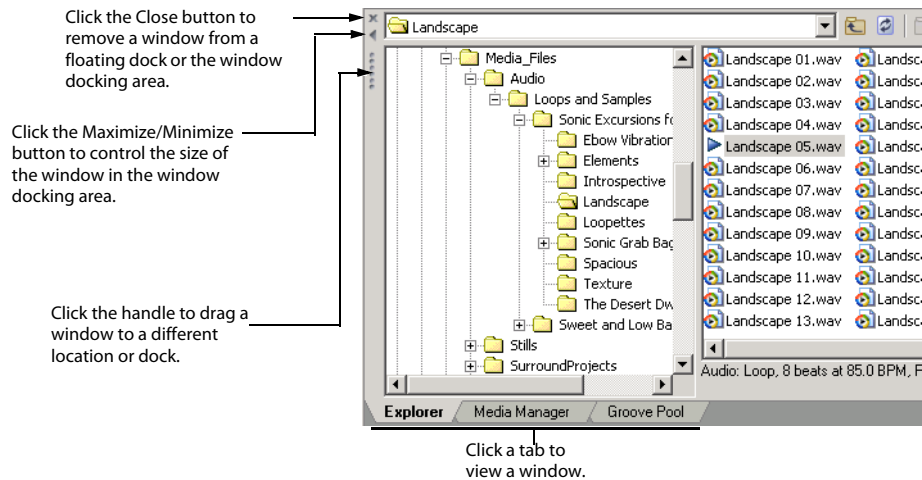 Click the Close button to
remove a window from a
floating dock or the window
docking area.
Click the Maximize/Minimize
button to control the size of
the window in the window
docking area.
Click the handle to drag a
window to a different
location or dock.
Landscape
Media_Files
Audio
Loops and Samples
Sonic Excursions
Ebow
Elements
Introspective
Landscape
Loopettes
Sonic Grab
Spacious
Texture
The Desert
Sweet and Low
Stills
SurroundProjects
Landscape 01.wav
Landscape 02.wav
Landscape 03.wav
Landscape 04.wav
Landscape 05.wav
Landscape 06.wav
Landscape 07.wav
Landscape 08.wav
Landscape 09.wav
Landscape 10.wav
Landscape 11.wav
Landscape 12.wav
Landscape 13.wav
Audio: Loop, 8 beats at 85.0 BPM,
Explorer Media Manager Groove Pool
Click a tab to
view a window.